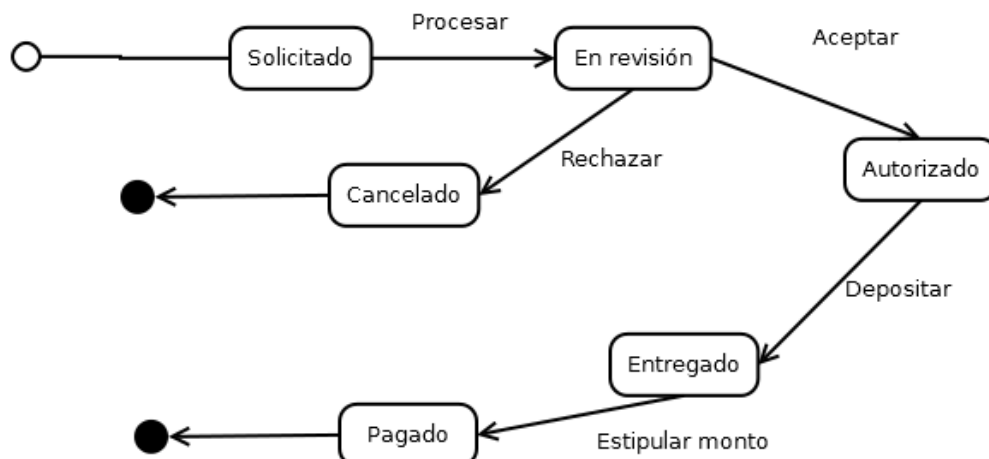 Procesar
Aceptar
Solicitado
En revisión
Rechazar
Autorizado
Cancelado
Depositar
Entregado
Estipular monto
Pagado